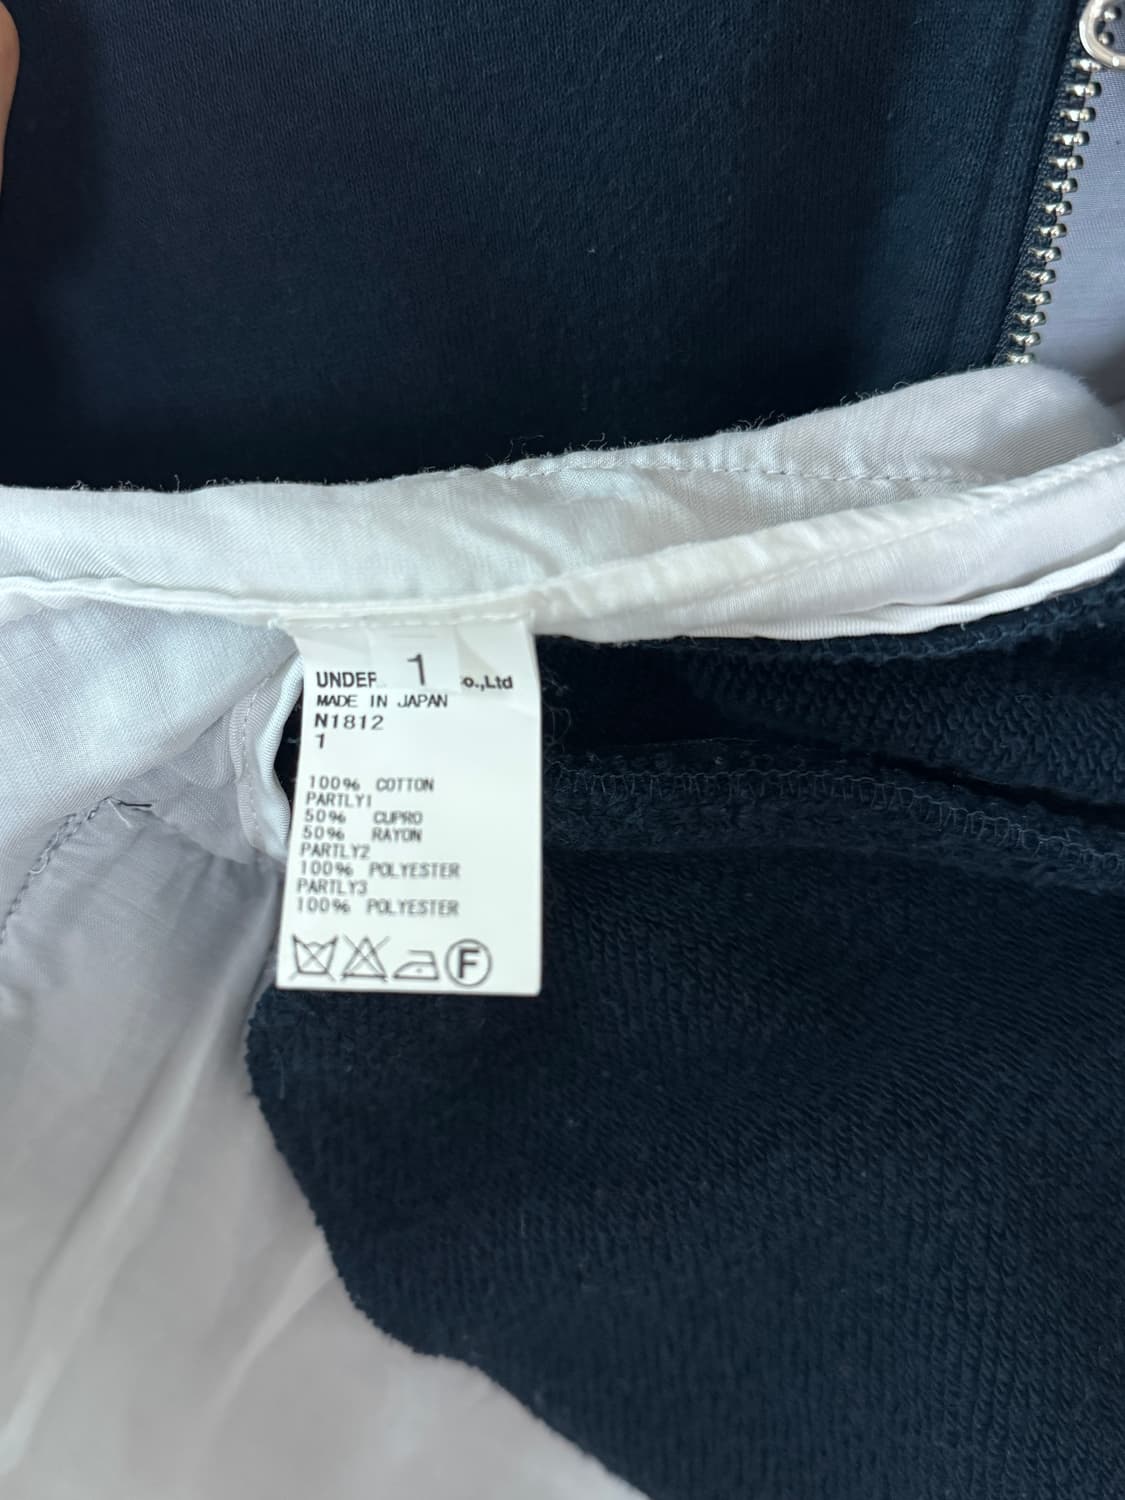 UNDER 1 o.,Ltd
MADE IN JAPAN
N1812
1
100% COTTON
PARTLY1
50% CUPRO
50% RAYON
PARTLY2
100% POLYESTER
PARTLY3
100% POLYESTER
F